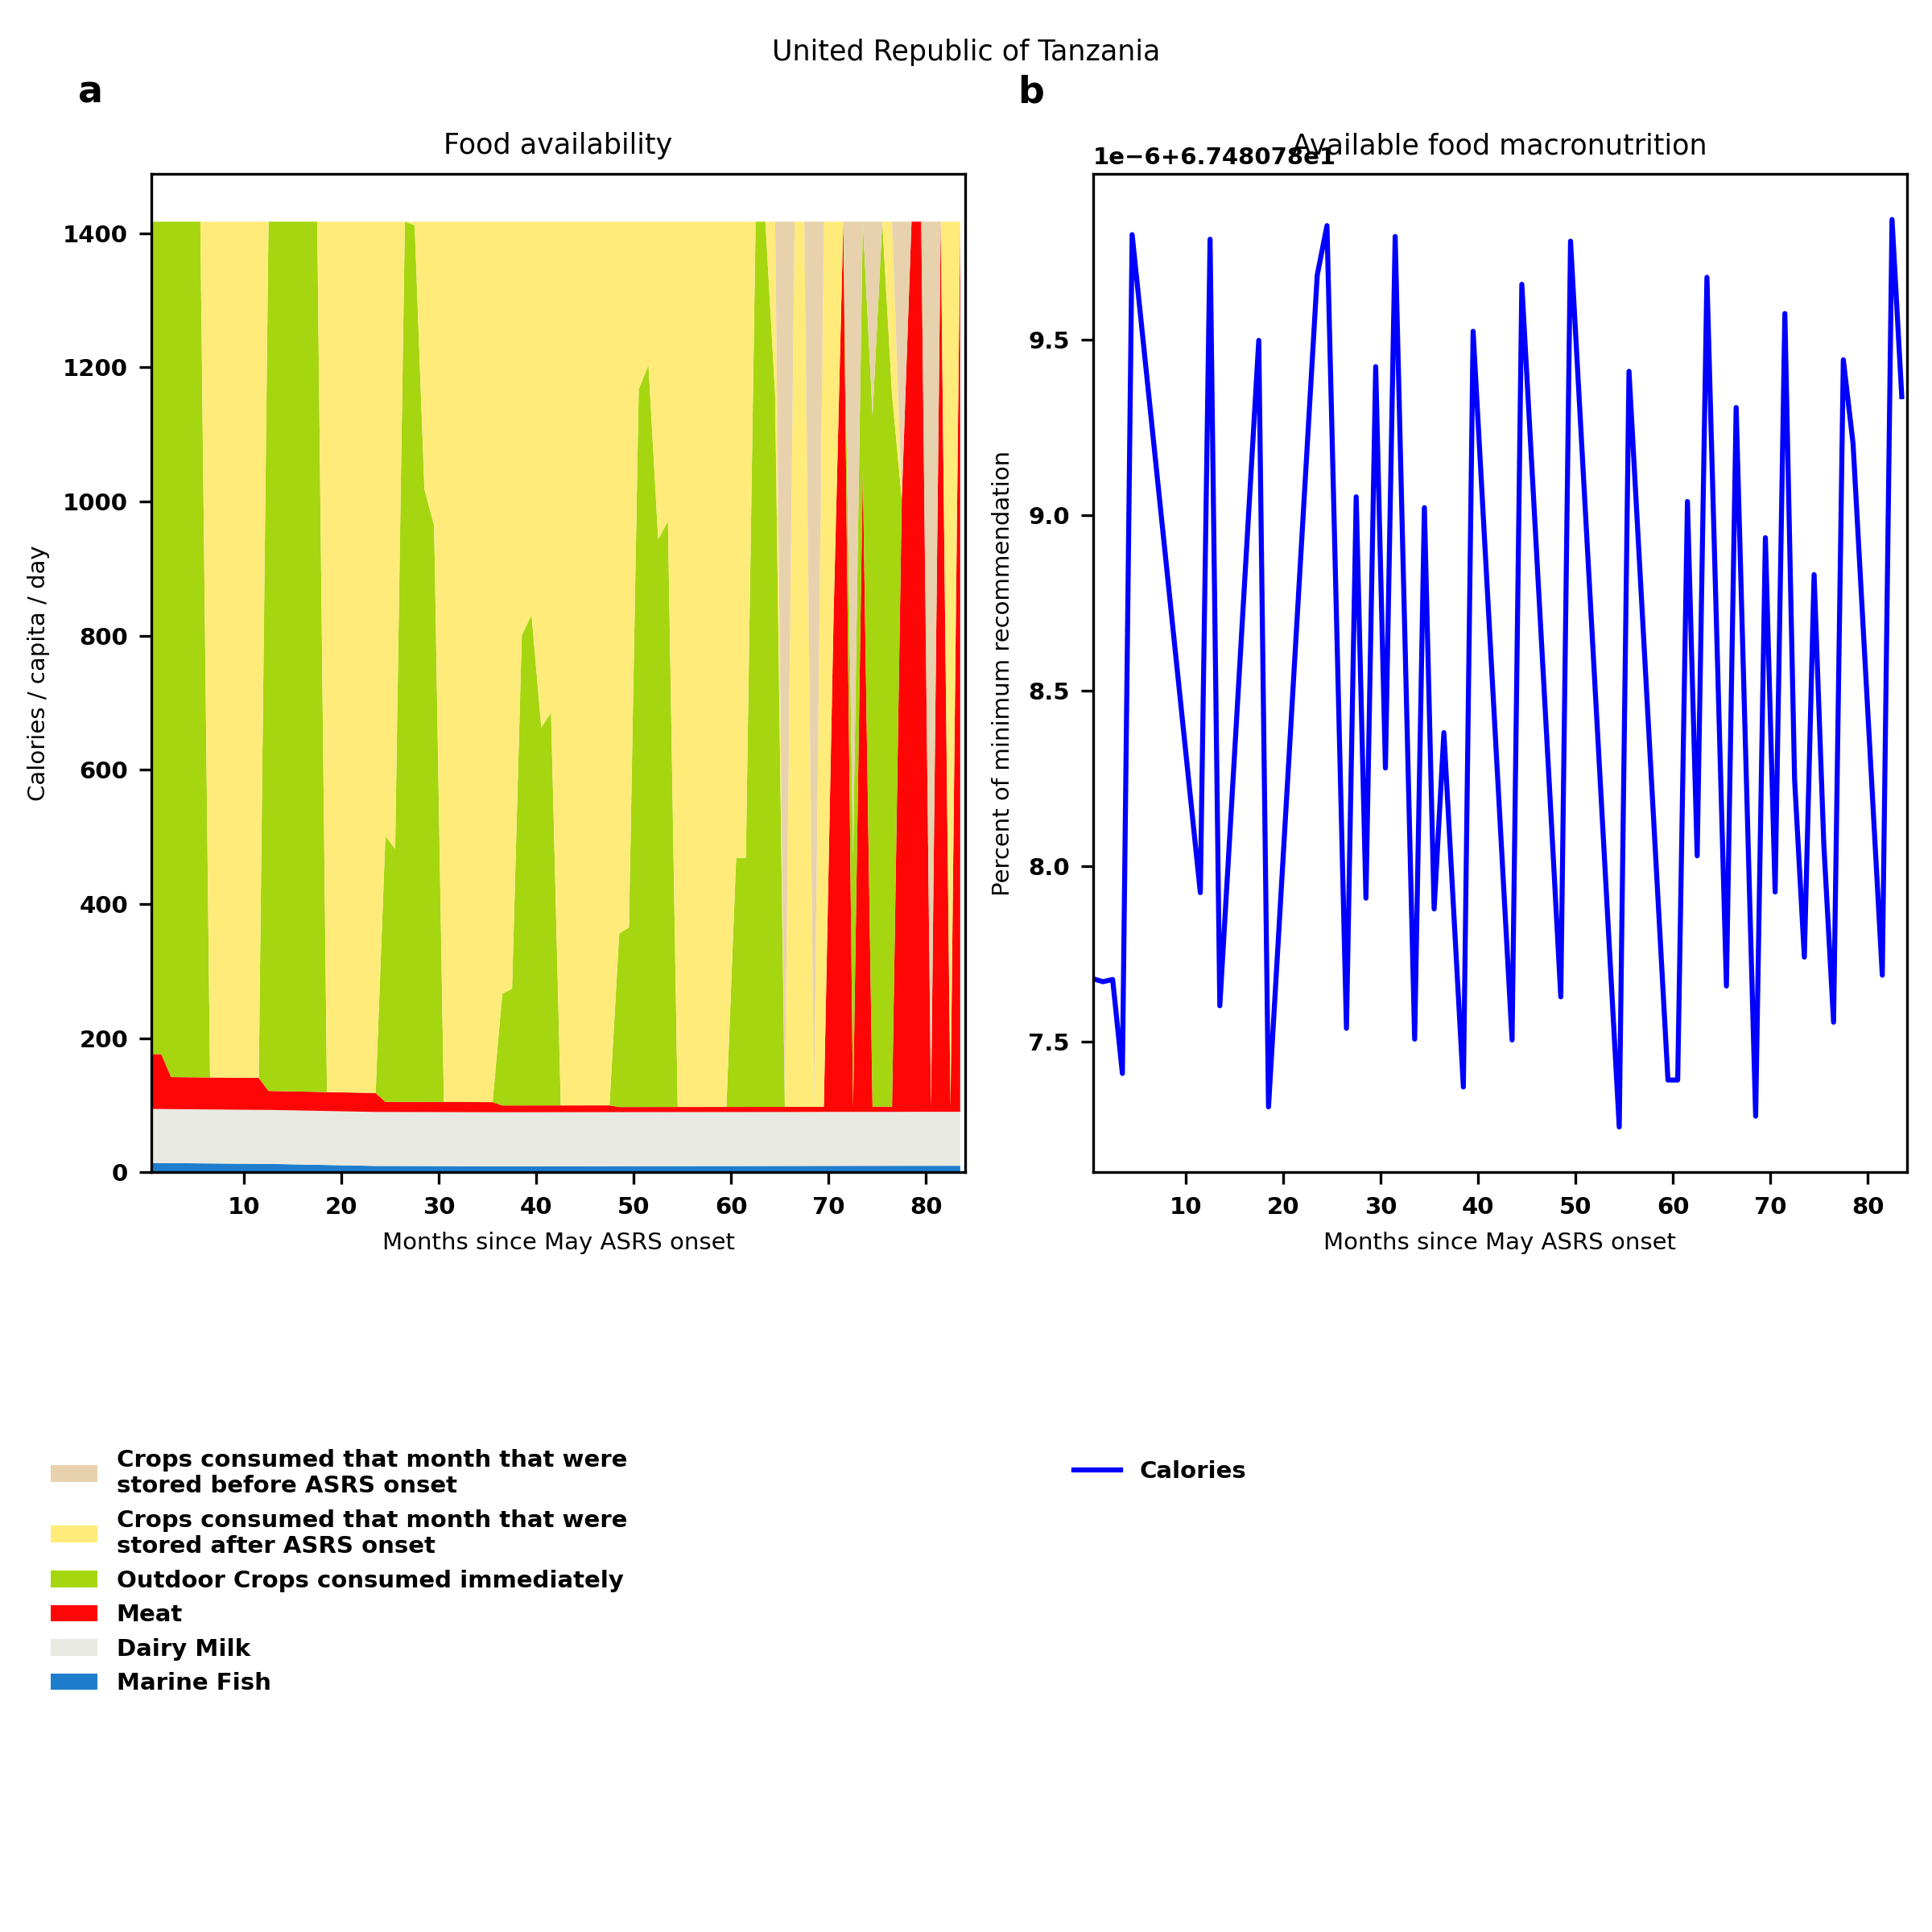 United Republic of Tanzania
a
Food availability
1400
1200
1000
800
600
400
200
0
Calories / capita / day
10 20 30 40 50 60 70 80
Months since May ASRS onset
b
Available food macronutrition
1e−6+6.748078e1
9.5
9.0
8.5
8.0
7.5
Percent of minimum recommendation
10 20 30 40 50 60 70 80
Months since May ASRS onset
Crops consumed that month that were
stored before ASRS onset
Crops consumed that month that were
stored after ASRS onset
Outdoor Crops consumed immediately
Meat
Dairy Milk
Marine Fish
Calories